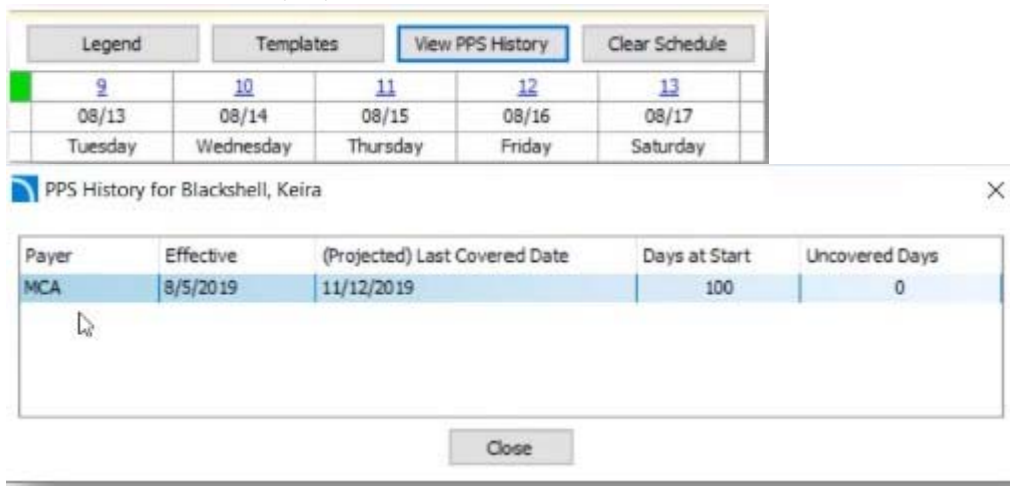 Legend Templates View PPS History Clear Schedule
9 10 11 12 13
08/13 08/14 08/15 08/16 08/17
Tuesday Wednesday Thursday Friday Saturday
PPS History for Blackshell, Keira
Payer Effective (Projected) Last Covered Date Days at Start Uncovered Days
MCA 8/5/2019 11/12/2019 100 0
Close